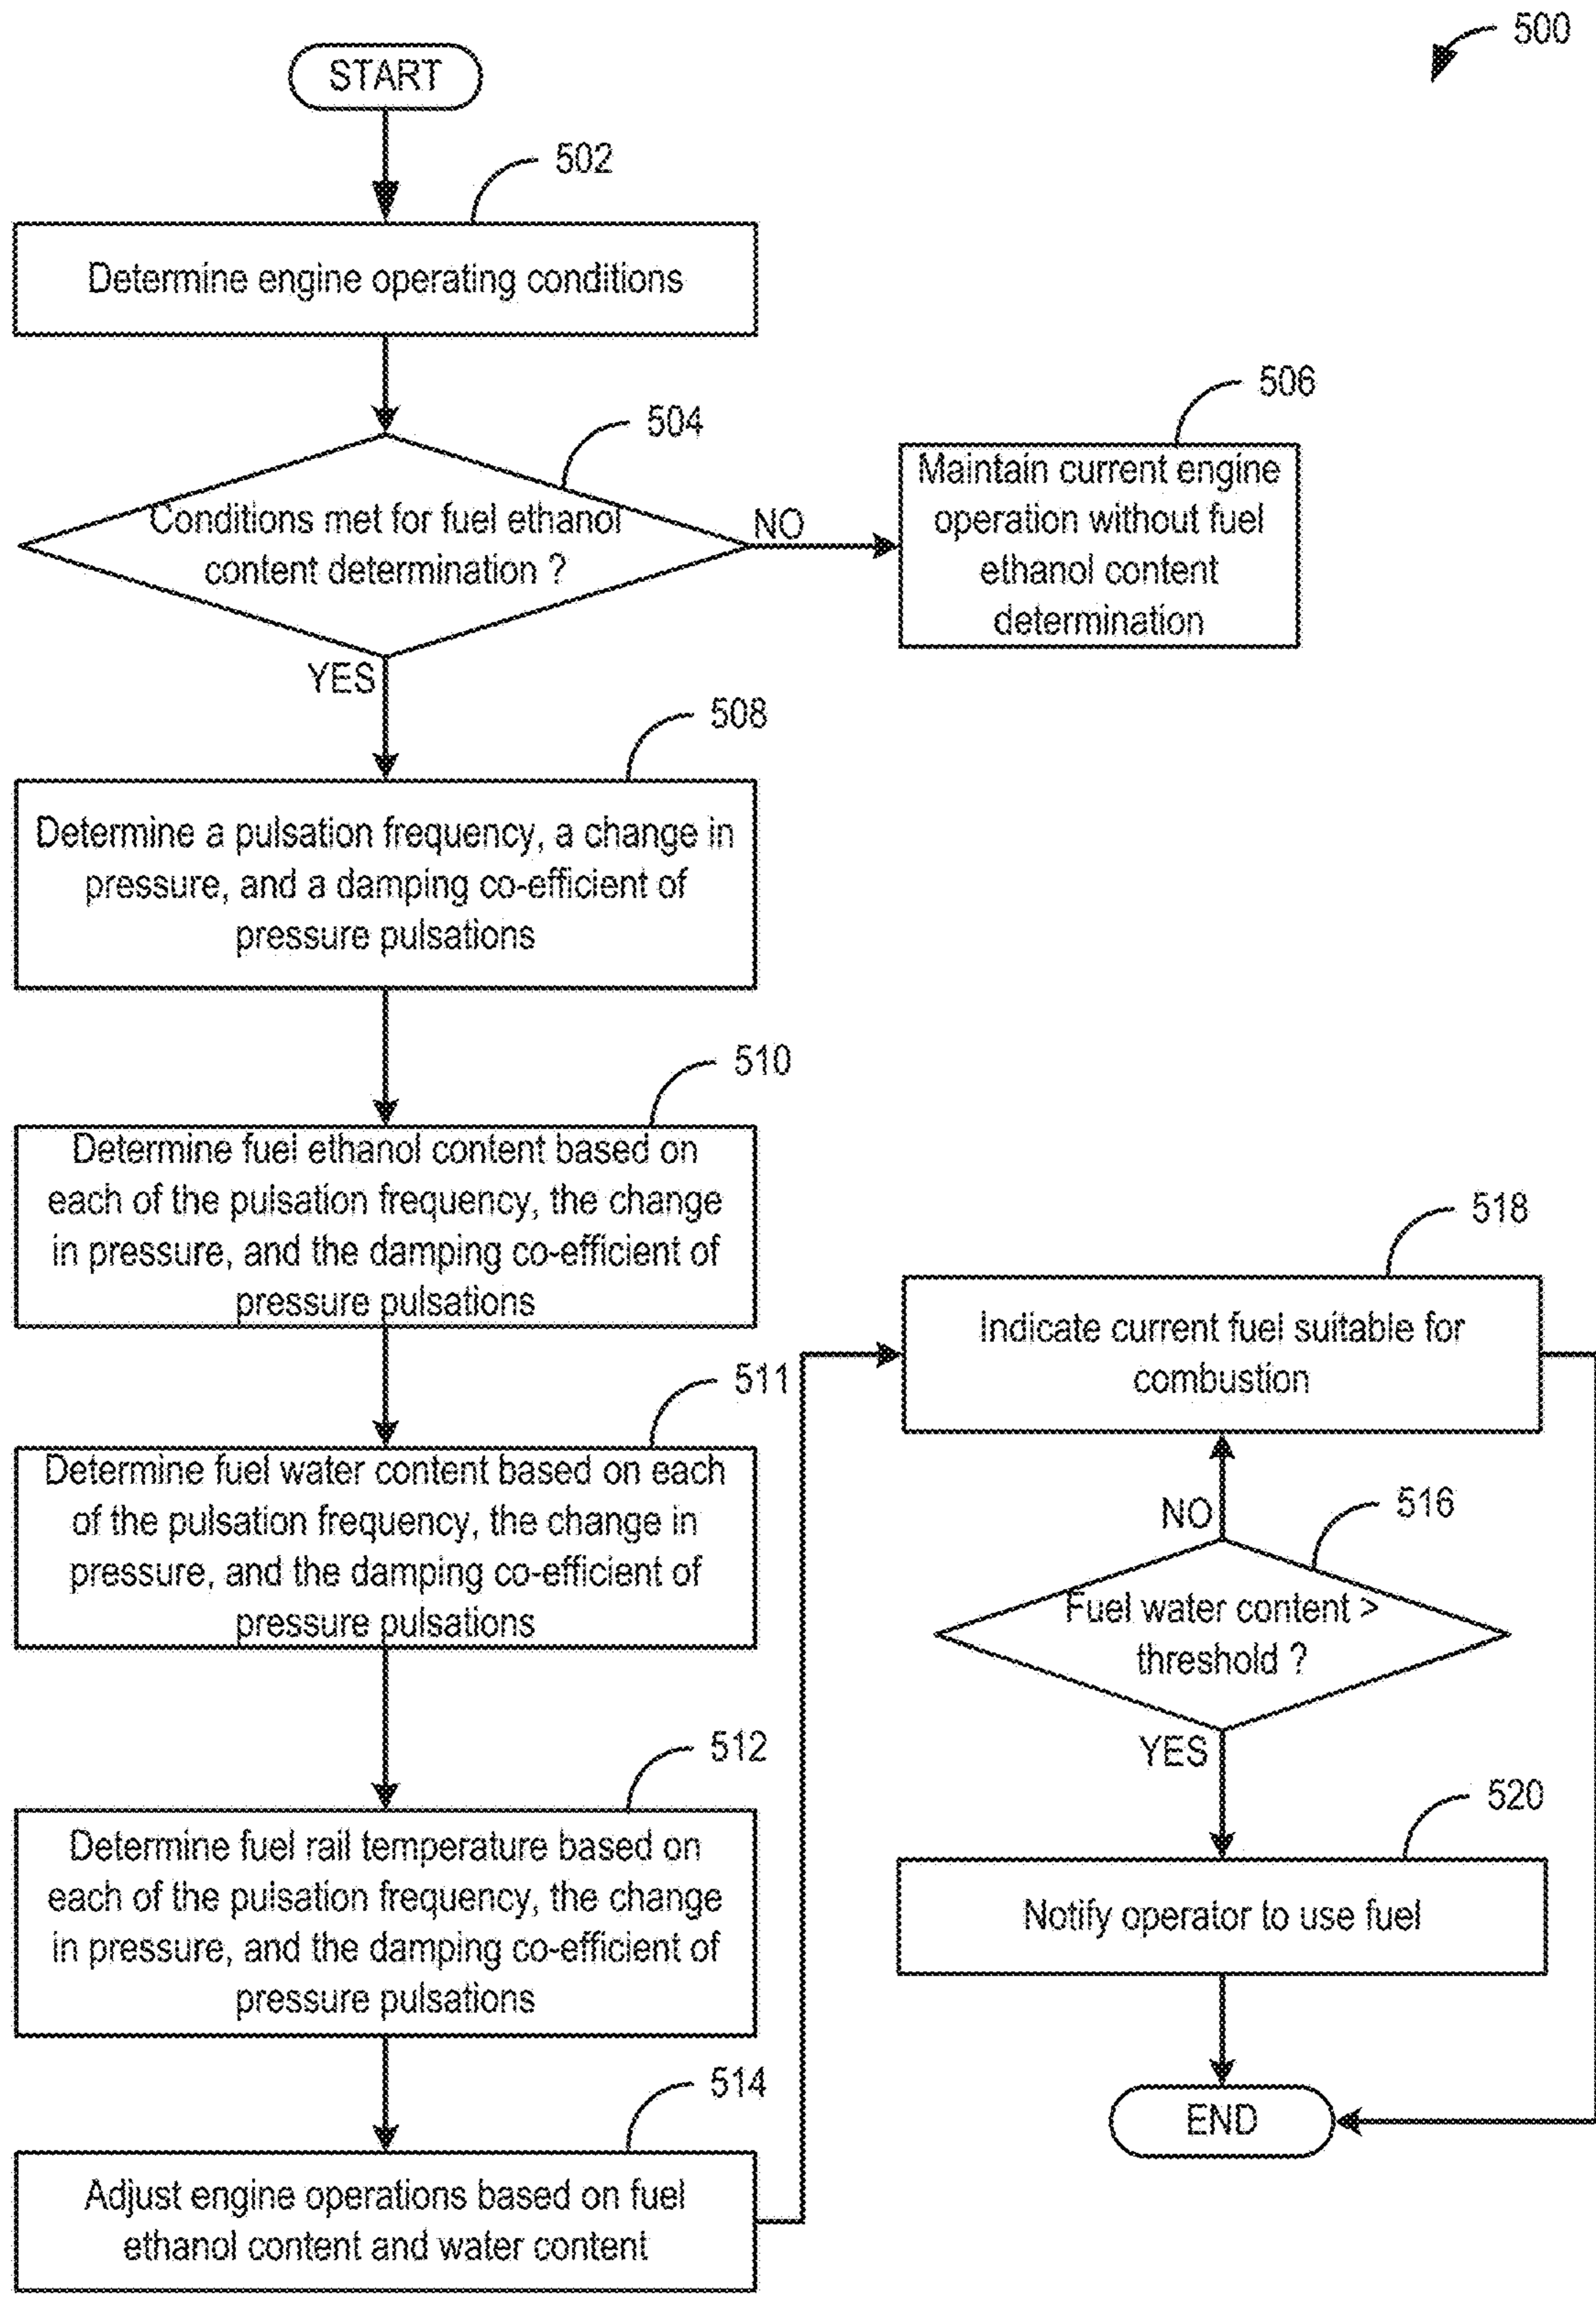 500
START
502
Determine engine operating conditions
504
Conditions met for fuel ethanol
content determination ?
NO
506
Maintain current engine
operation without fuel
ethanol content
determination
YES
508
Determine a pulsation frequency, a change in
pressure, and a damping co-efficient of
pressure pulsations
510
Determine fuel ethanol content based on
each of the pulsation frequency, the change
in pressure, and the damping co-efficient of
pressure pulsations
511
Determine fuel water content based on each
of the pulsation frequency, the change in
pressure, and the damping co-efficient of
pressure pulsations
512
Determine fuel rail temperature based on
each of the pulsation frequency, the change
in pressure, and the damping co-efficient of
pressure pulsations
514
Adjust engine operations based on fuel
ethanol content and water content
518
Indicate current fuel suitable for
combustion
NO
516
Fuel water content >
threshold ?
YES
520
Notify operator to use fuel
END